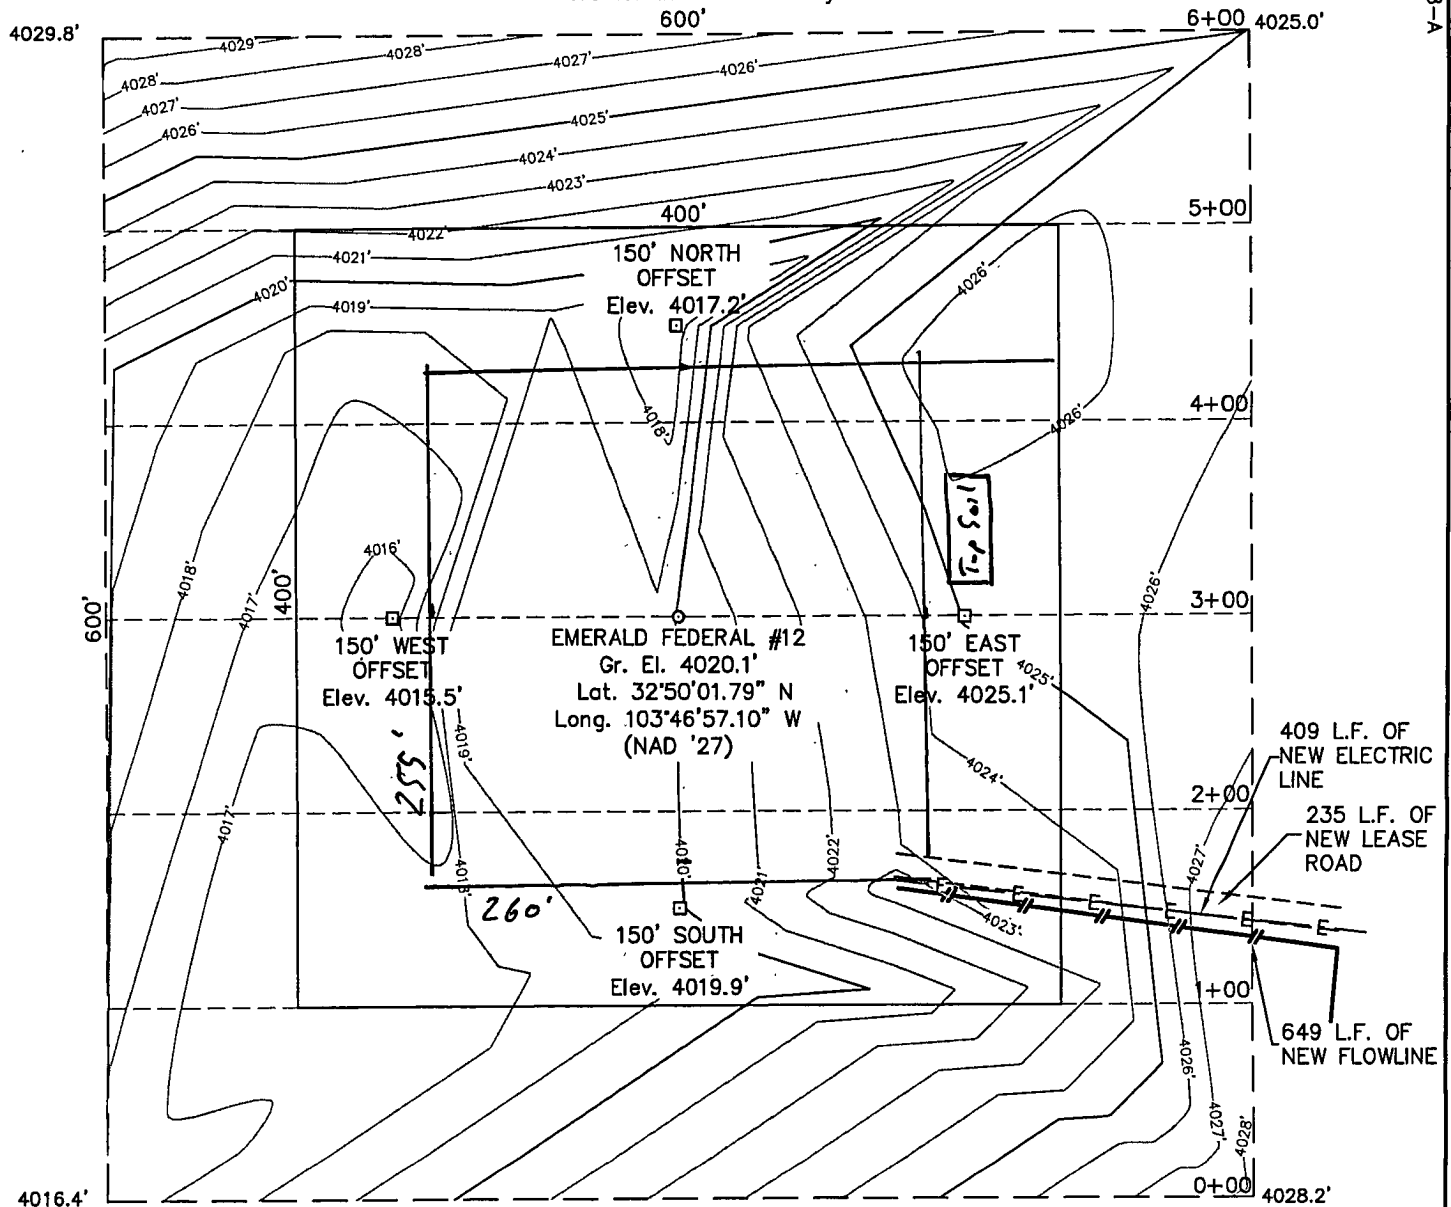 3-A
4029.8'
600'
6+00
4025.0'
4029'
4028'
4027'
4026'
4028'
4027'
4026'
4025'
4024'
4023'
4022'
4021'
4020'
4019'
400'
5+00
150' NORTH
OFFSET
Elev. 4017.2'
4026'
4018'
4026'
4+00
Top Soil
4016'
4018'
4017'
400'
600'
4026'
3+00
150' WEST
OFFSET
Elev. 4015.5'
EMERALD FEDERAL #12
Gr. El. 4020.1'
Lat. 32°50'01.79" N
Long. 103°46'57.10" W
(NAD '27)
150' EAST
OFFSET
Elev. 4025.1'
4025'
4019'
255'
4024'
409 L.F. OF
NEW ELECTRIC
LINE
2+00
235 L.F. OF
NEW LEASE
ROAD
4017'
4018'
4020'
4021'
4022'
4027'
260'
E
E
E
E
E
E
4023'
150' SOUTH
OFFSET
Elev. 4019.9'
1+00
649 L.F. OF
NEW FLOWLINE
4026'
4027'
4028'
4016.4'
0+00
4028.2'